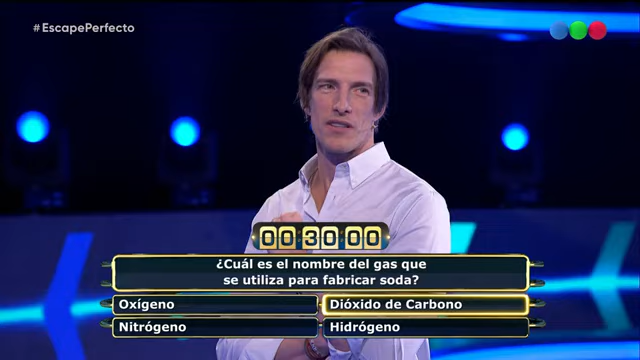 #EscapePerfecto
00 30 00
¿Cuál es el nombre del gas que
se utiliza para fabricar soda?
Oxígeno
Dióxido de Carbono
Nitrógeno
Hidrógeno